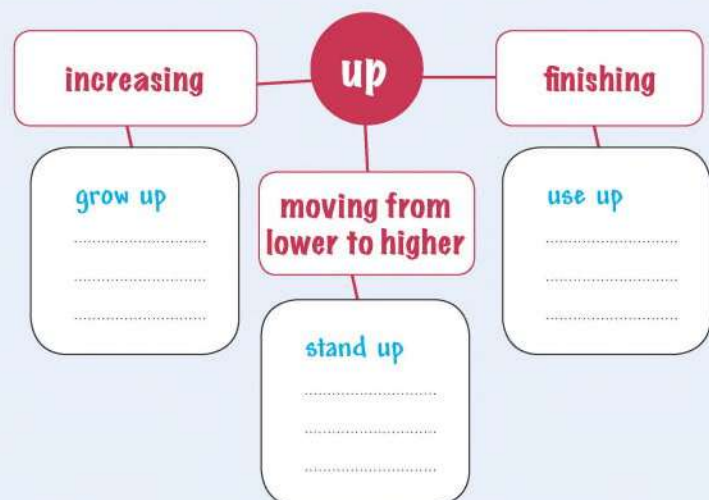 up
increasing
finishing
moving from
lower to higher
grow up
use up
stand up